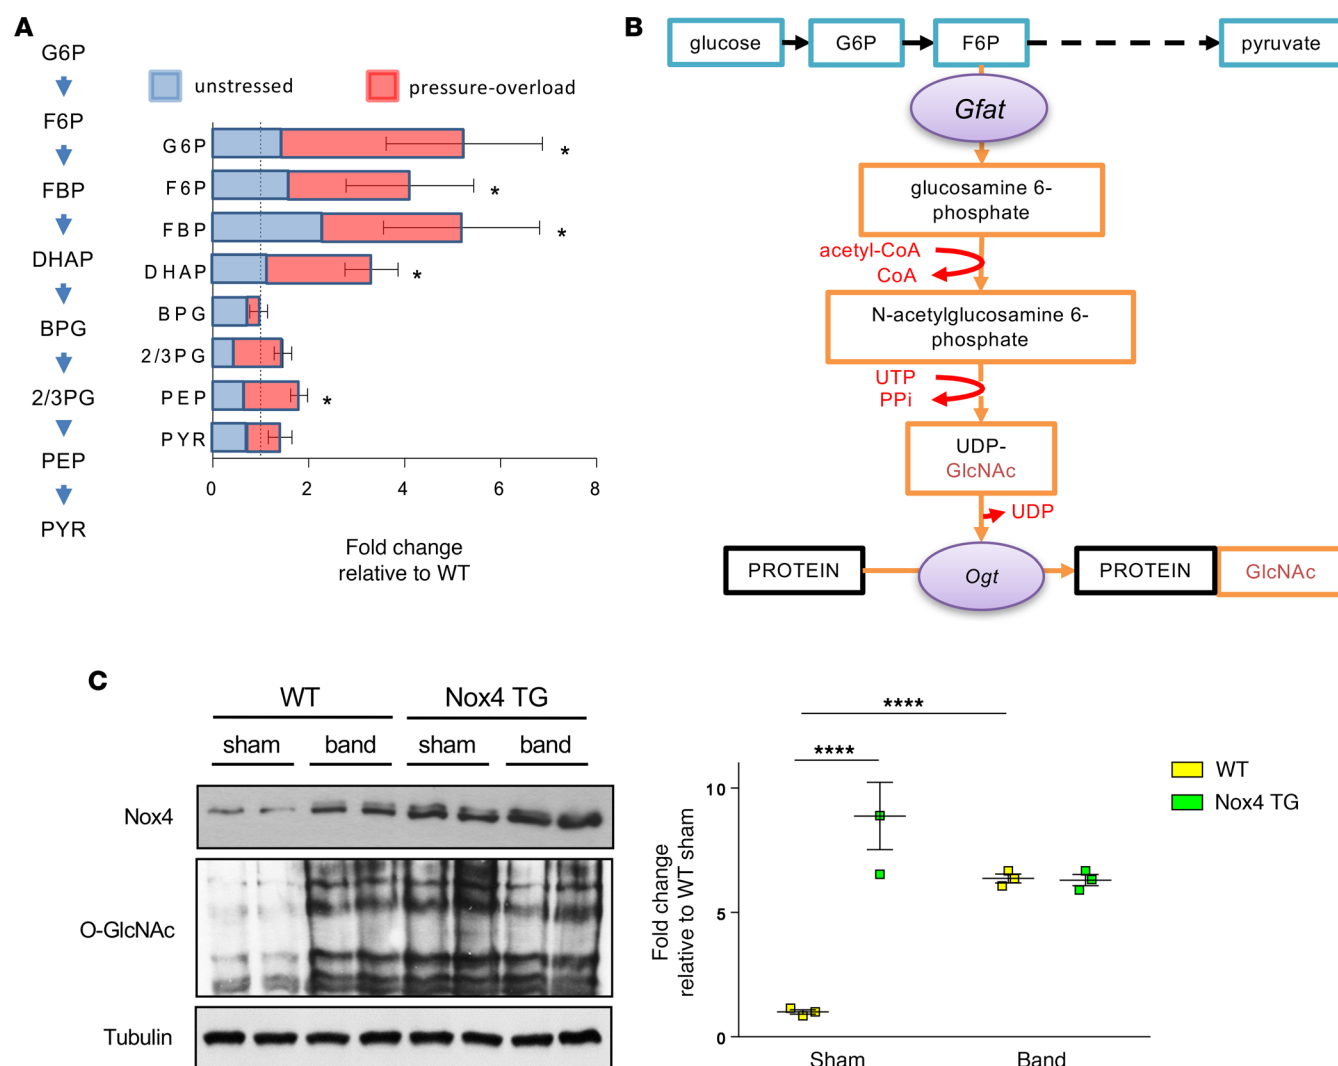 A
G6P
F6P
FBP
DHAP
BPG
2/3PG
PEP
PYR
unstressed
pressure-overload
G6P
*
F6P
*
FBP
*
DHAP
*
BPG
2/3PG
PEP
*
PYR
0
2
4
6
8
Fold change
relative to WT
B
glucose
G6P
F6P
pyruvate
Gfat
glucosamine 6-
phosphate
acetyl-CoA
CoA
N-acetylglucosamine 6-
phosphate
UTP
PPi
UDP-
GlcNAc
UDP
PROTEIN
Ogt
PROTEIN
GlcNAc
C
WT
Nox4 TG
sham
band
sham
band
Nox4
O-GlcNAc
Tubulin
****
****
WT
Nox4 TG
10
5
0
Fold change
relative to WT sham
Sham
Band